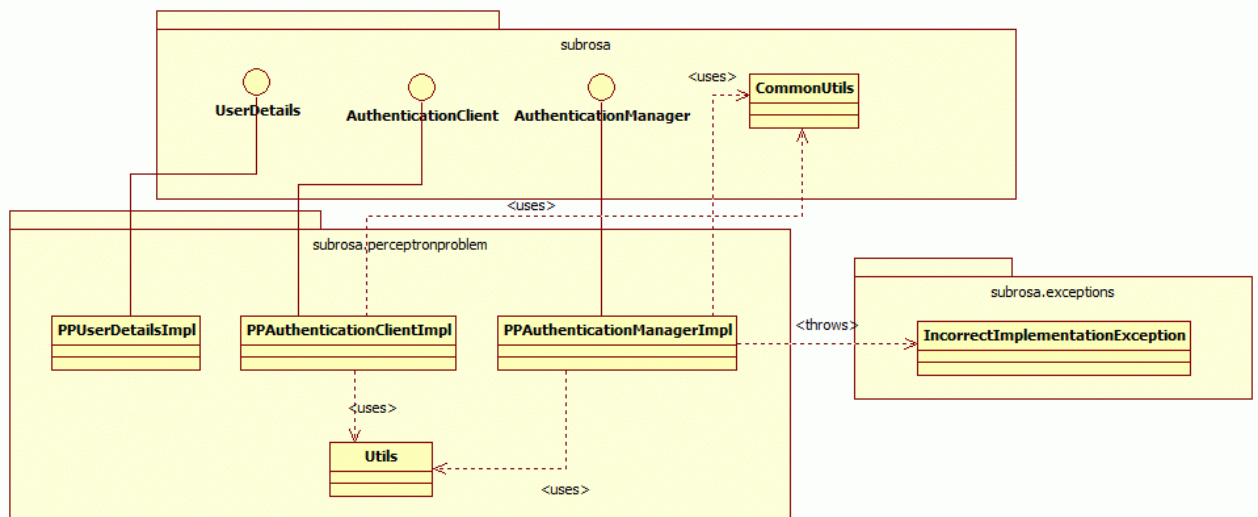 subrosa
UserDetails
AuthenticationClient
AuthenticationManager
<uses>
CommonUtils
<uses>
subrosa.perceptronproblem
PPUserDetailsImpl
PPAuthenticationClientImpl
PPAuthenticationManagerImpl
<throws>
subrosa.exceptions
IncorrectImplementationException
<uses>
Utils
<uses>